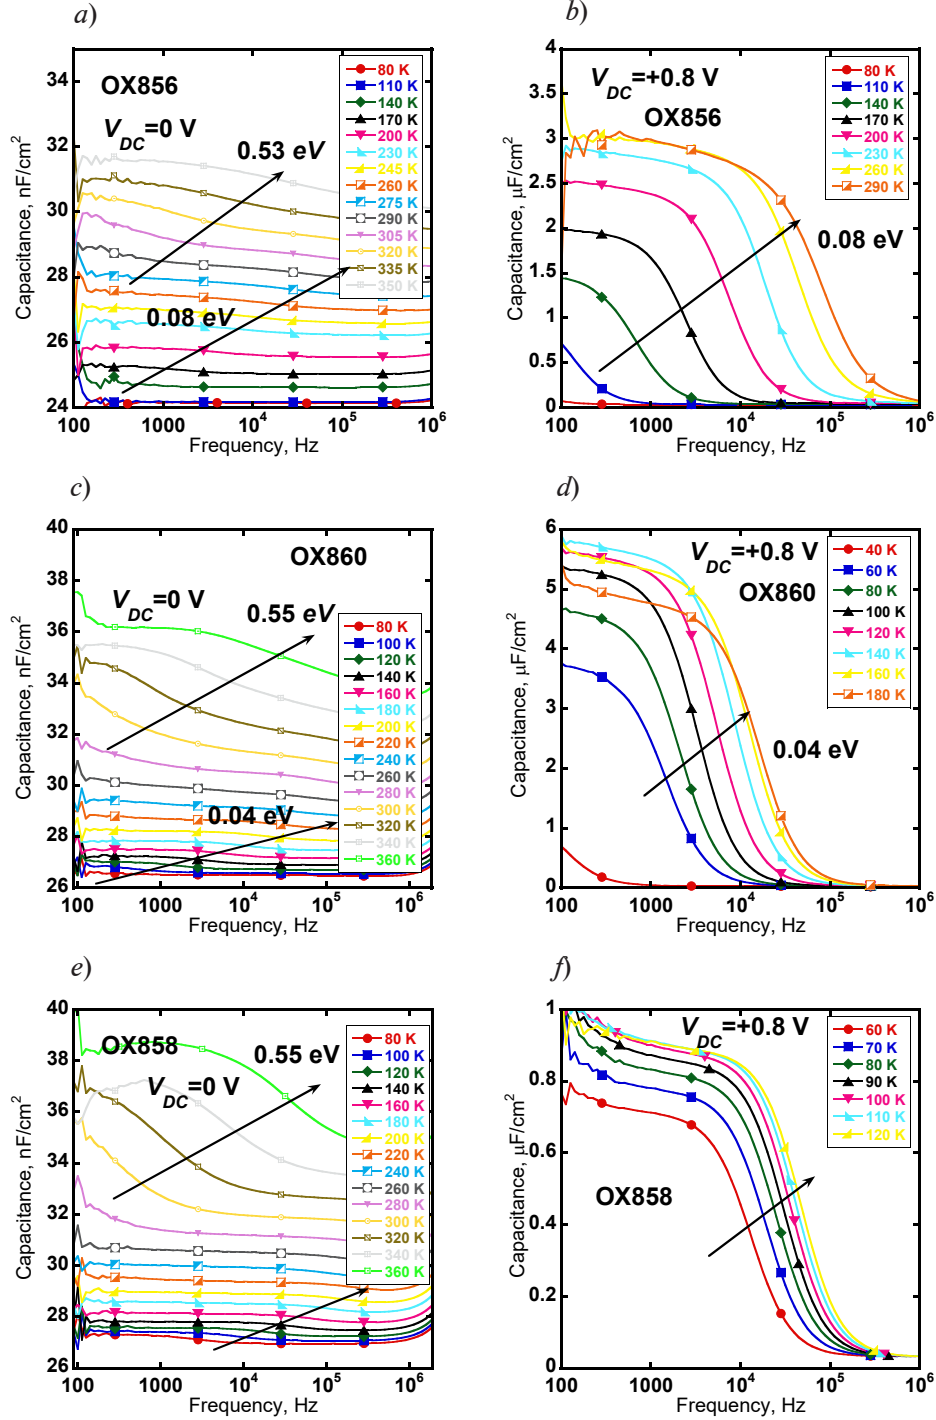 a)
Capacitance, nF/cm²
34
32
30
28
26
24
OX856
V_DC=0 V
0.53 eV
0.08 eV
80 K
110 K
140 K
170 K
200 K
230 K
245 K
260 K
275 K
290 K
305 K
320 K
335 K
350 K
100
1000
10⁴
10⁵
10⁶
Frequency, Hz
b)
Capacitance, µF/cm²
4
3.5
3
2.5
2
1.5
1
0.5
0
V_DC=+0.8 V
OX856
0.08 eV
80 K
110 K
140 K
170 K
200 K
230 K
260 K
290 K
100
1000
10⁴
10⁵
10⁶
Frequency, Hz
c)
Capacitance, nF/cm²
40
38
36
34
32
30
28
26
OX860
V_DC=0 V
0.55 eV
0.04 eV
80 K
100 K
120 K
140 K
160 K
180 K
200 K
220 K
240 K
260 K
280 K
300 K
320 K
340 K
360 K
100
1000
10⁴
10⁵
10⁶
Frequency, Hz
d)
Capacitance, µF/cm²
6
5
4
3
2
1
0
V_DC=+0.8 V
OX860
0.04 eV
40 K
60 K
80 K
100 K
120 K
140 K
160 K
180 K
100
1000
10⁴
10⁵
10⁶
Frequency, Hz
e)
Capacitance, nF/cm²
40
38
35
33
31
30
28
26
OX858
V_DC=0 V
0.55 eV
80 K
100 K
120 K
140 K
160 K
180 K
200 K
220 K
240 K
260 K
280 K
300 K
320 K
340 K
360 K
100
1000
10⁴
10⁵
10⁶
Frequency, Hz
f)
Capacitance, µF/cm²
1
0.8
0.6
0.4
0.2
0
V_DC=+0.8 V
OX858
60 K
70 K
80 K
90 K
100 K
110 K
120 K
100
1000
10⁴
10⁵
10⁶
Frequency, Hz